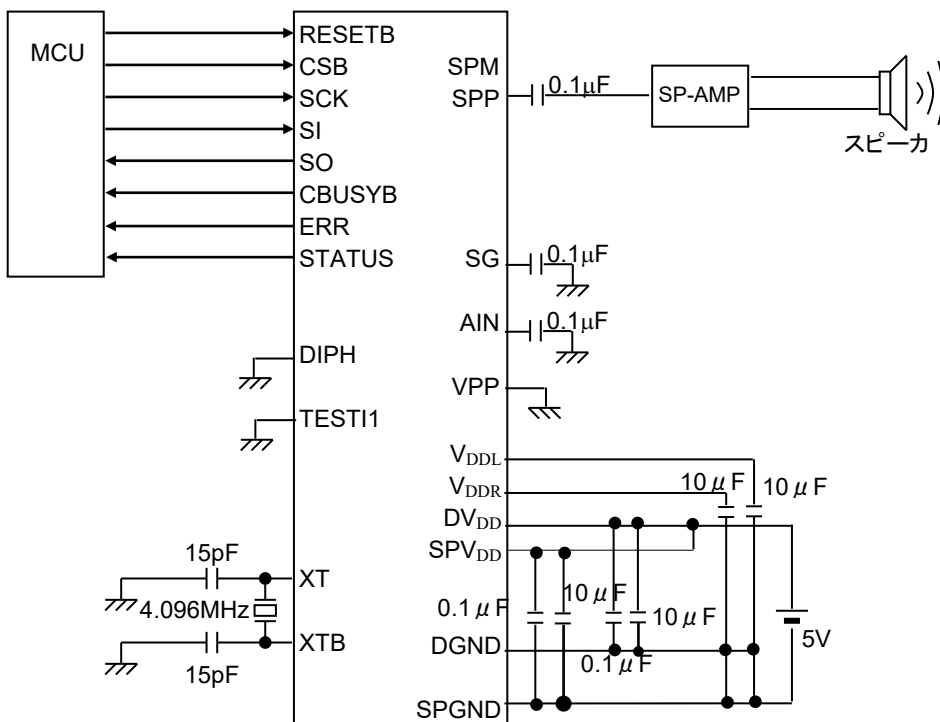 MCU
RESETB
CSB
SCK
SI
SO
CBUSYB
ERR
STATUS
DIPH
TESTI1
15pF
XT
4.096MHz
XTB
15pF
SPM
SPP
0.1μF
SP-AMP
スピーカ
SG
0.1μF
AIN
0.1μF
VPP
VDDL
VDDR
10μF
10μF
DVDD
SPVDD
0.1μF
10μF
10μF
DGND
0.1μF
5V
SPGND